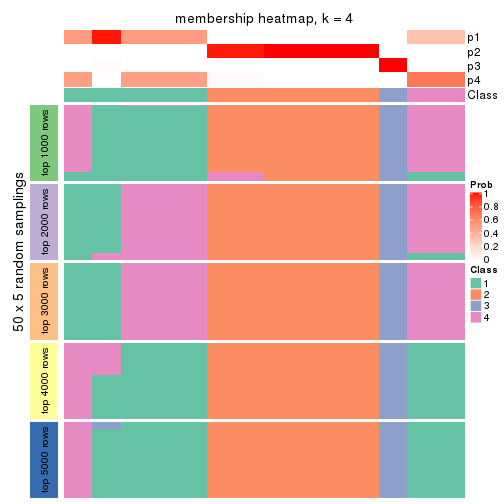 membership heatmap, k = 4
p1
p2
p3
p4
Class
50 x 5 random samplings
top 1000 rows
top 2000 rows
top 3000 rows
top 4000 rows
top 5000 rows
Prob
1
0.8
0.6
0.4
0.2
0
Class
1
2
3
4